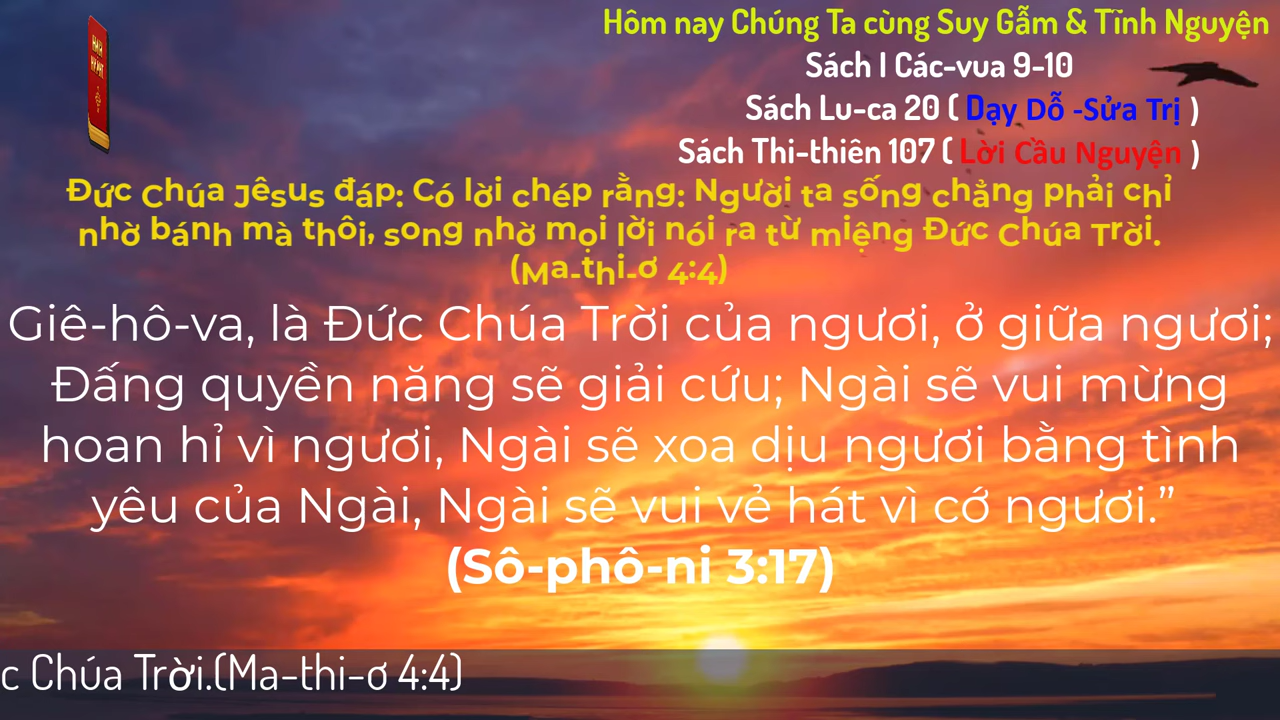 Hôm nay Chúng Ta cùng Suy Gẫm & Tĩnh Nguyện
Sách I Các-vua 9-10
Sách Lu-ca 20 ( Dạy Dỗ -Sửa Trị )
Sách Thi-thiên 107 ( Lời Cầu Nguyện )
Đức Chúa Jêsus đáp: Có lời chép rằng: Người ta sống chẳng phải chỉ
nhờ bánh mà thôi, song nhờ mọi lời nói ra từ miệng Đức Chúa Trời.
(Ma-thi-ơ 4:4)
Giê-hô-va, là Đức Chúa Trời của ngươi, ở giữa ngươi;
Đấng quyền năng sẽ giải cứu; Ngài sẽ vui mừng
hoan hỉ vì ngươi, Ngài sẽ xoa dịu ngươi bằng tình
yêu của Ngài, Ngài sẽ vui vẻ hát vì cớ ngươi.”
(Sô-phô-ni 3:17)
c Chúa Trời.(Ma-thi-ơ 4:4)